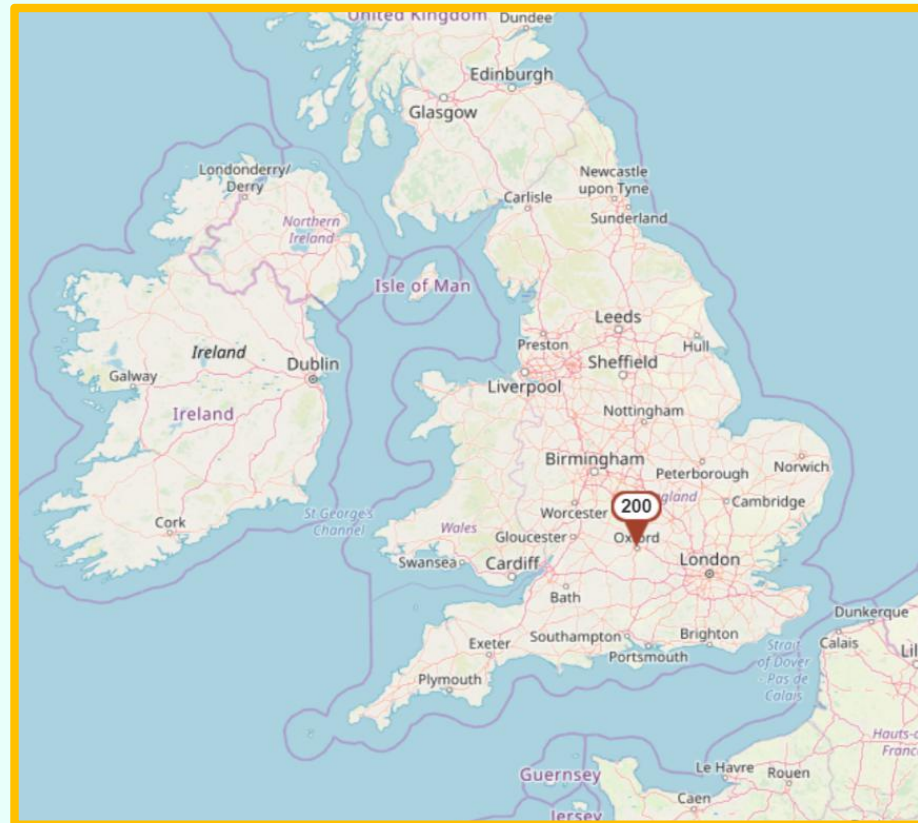 United Kingdom
Dundee
Edinburgh
Glasgow
Londonderry/
Derry
Newcastle
upon Tyne
Carlisle
Sunderland
Northern
Ireland
Isle of Man
Leeds
Preston
Hull
Ireland
Dublin
Sheffield
Galway
Liverpool
Ireland
Nottingham
Birmingham
Peterborough
Norwich
England
Cambridge
200
Worcester
St George's
Channel
Cork
Wales
Gloucester
Oxford
Swansea
Cardiff
London
Bath
Dunkerque
Southampton
Brighton
Calais
Exeter
Portsmouth
Strait
of Dover
- Pas de
Calais
Plymouth
Guernsey
Le Havre
Rouen
Caen
Jersey